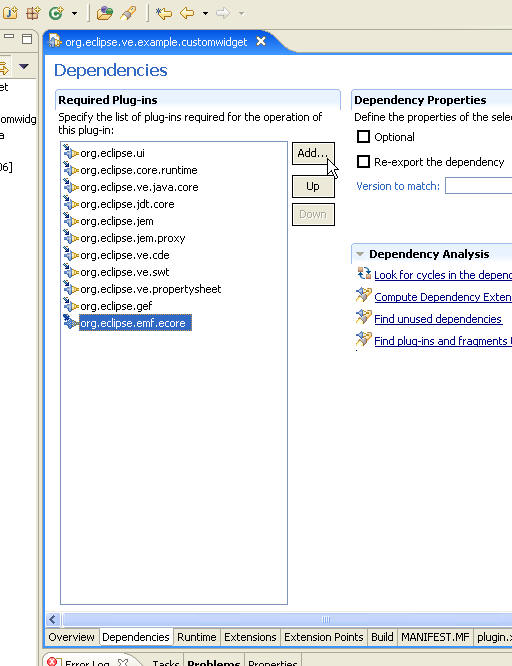 org.eclipse.ve.example.customwidget
et
Dependencies
Required Plug-ins
Dependency Properties
Specify the list of plug-ins required for the operation of
this plug-in:
Define the properties of the selec
omwidg
a
06]
org.eclipse.ui
org.eclipse.core.runtime
org.eclipse.ve.java.core
org.eclipse.jdt.core
org.eclipse.jem
org.eclipse.jem.proxy
org.eclipse.ve.cde
org.eclipse.ve.swt
org.eclipse.ve.propertysheet
org.eclipse.gef
org.eclipse.emf.ecore
Add...
Up
Down
Optional
Re-export the dependency
Version to match:
Dependency Analysis
Look for cycles in the depend
Compute Dependency Exten
Find unused dependencies
Find plug-ins and fragments
Overview Dependencies Runtime Extensions Extension Points Build MANIFEST.MF plugin.x
Error Log Tasks Problems Properties